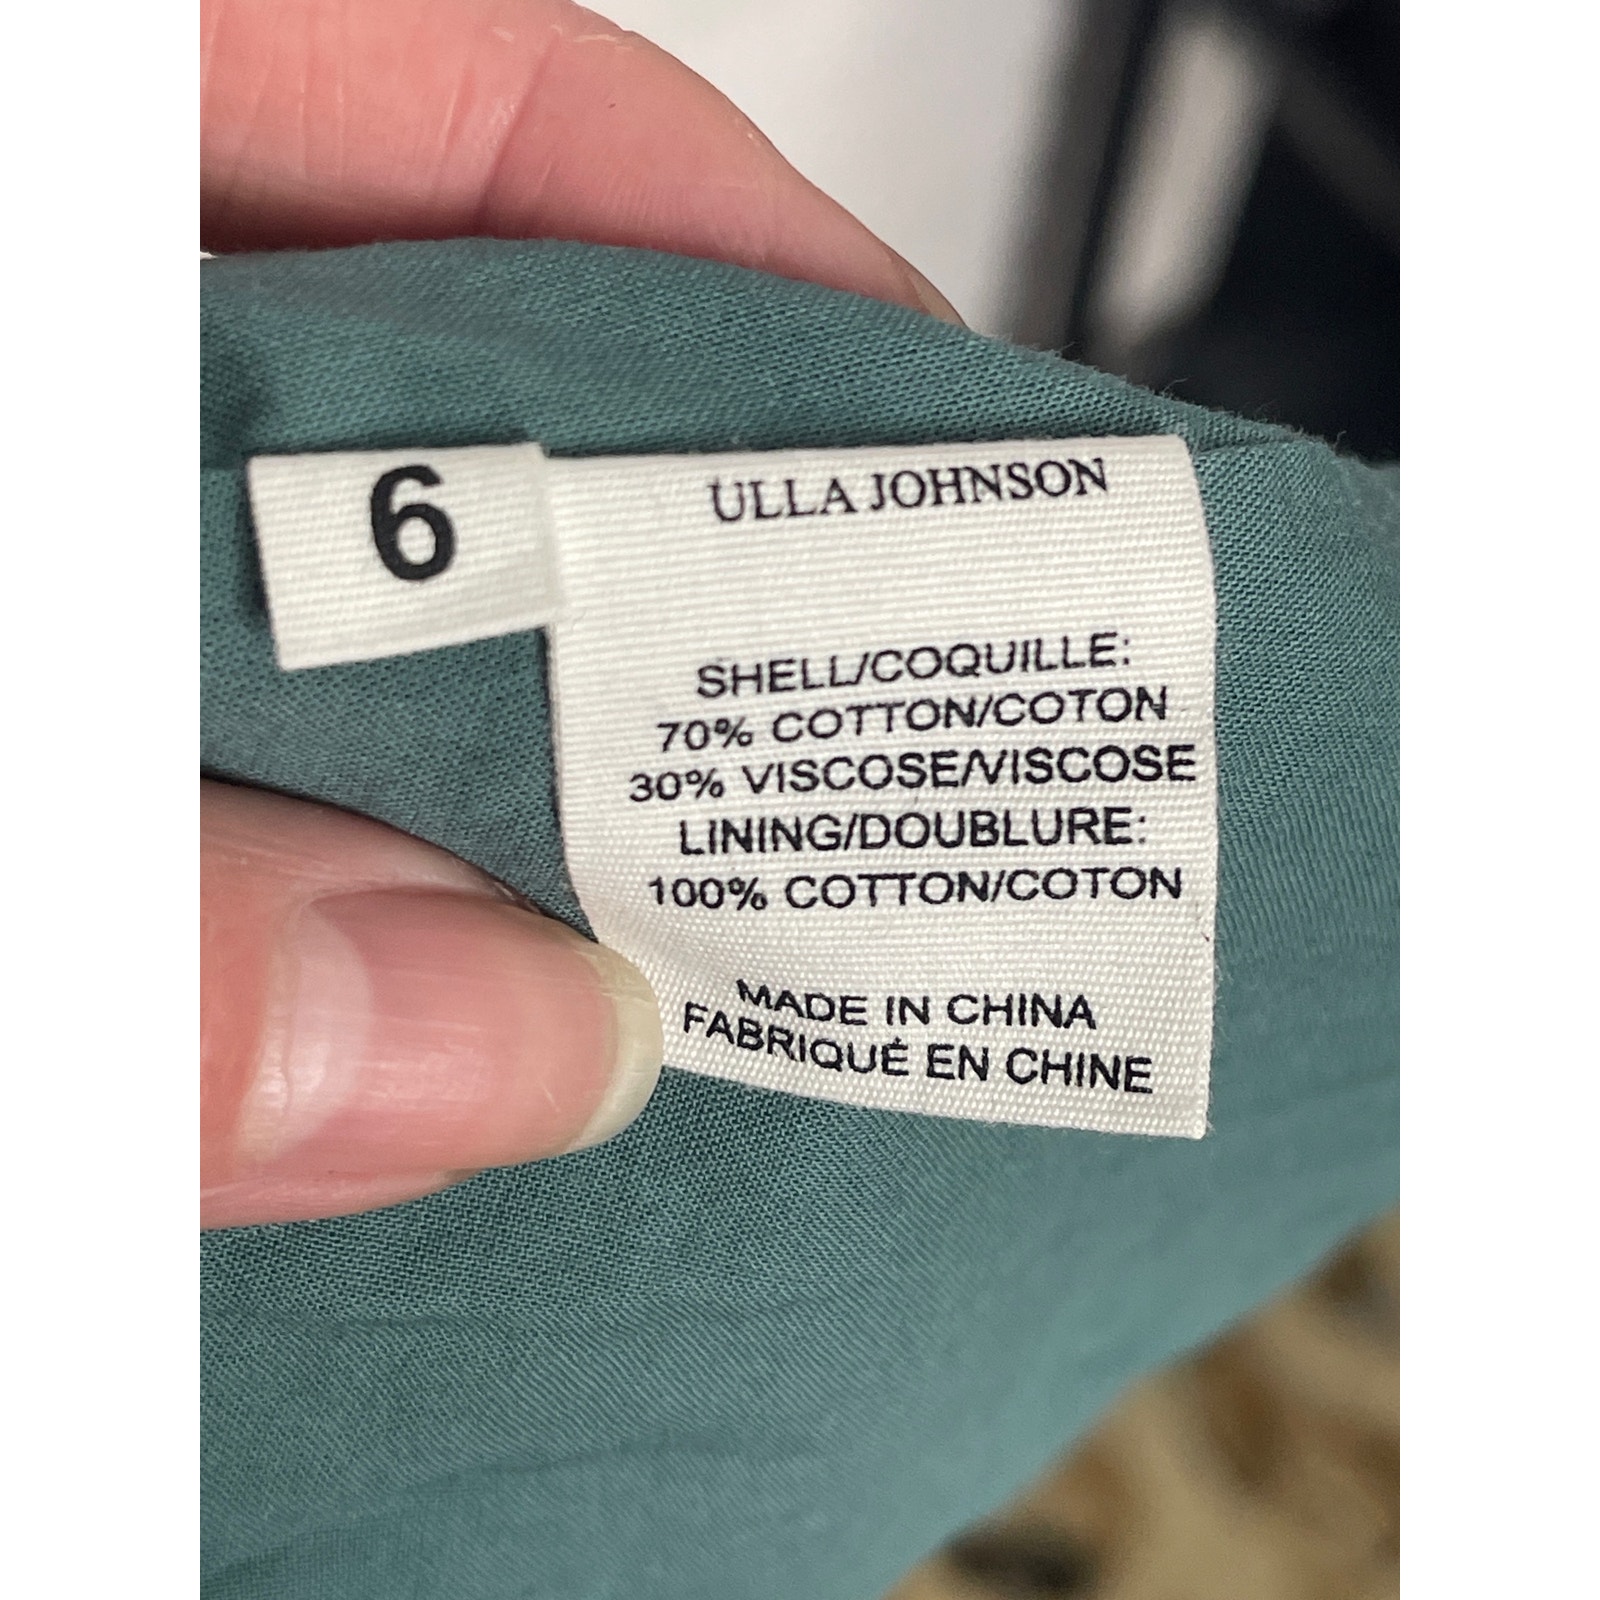 6
ULLA JOHNSON
SHELL/COQUILLE:
70% COTTON/COTON
30% VISCOSE/VISCOSE
LINING/DOUBLURE:
100% COTTON/COTON
MADE IN CHINA
FABRIQUÉ EN CHINE